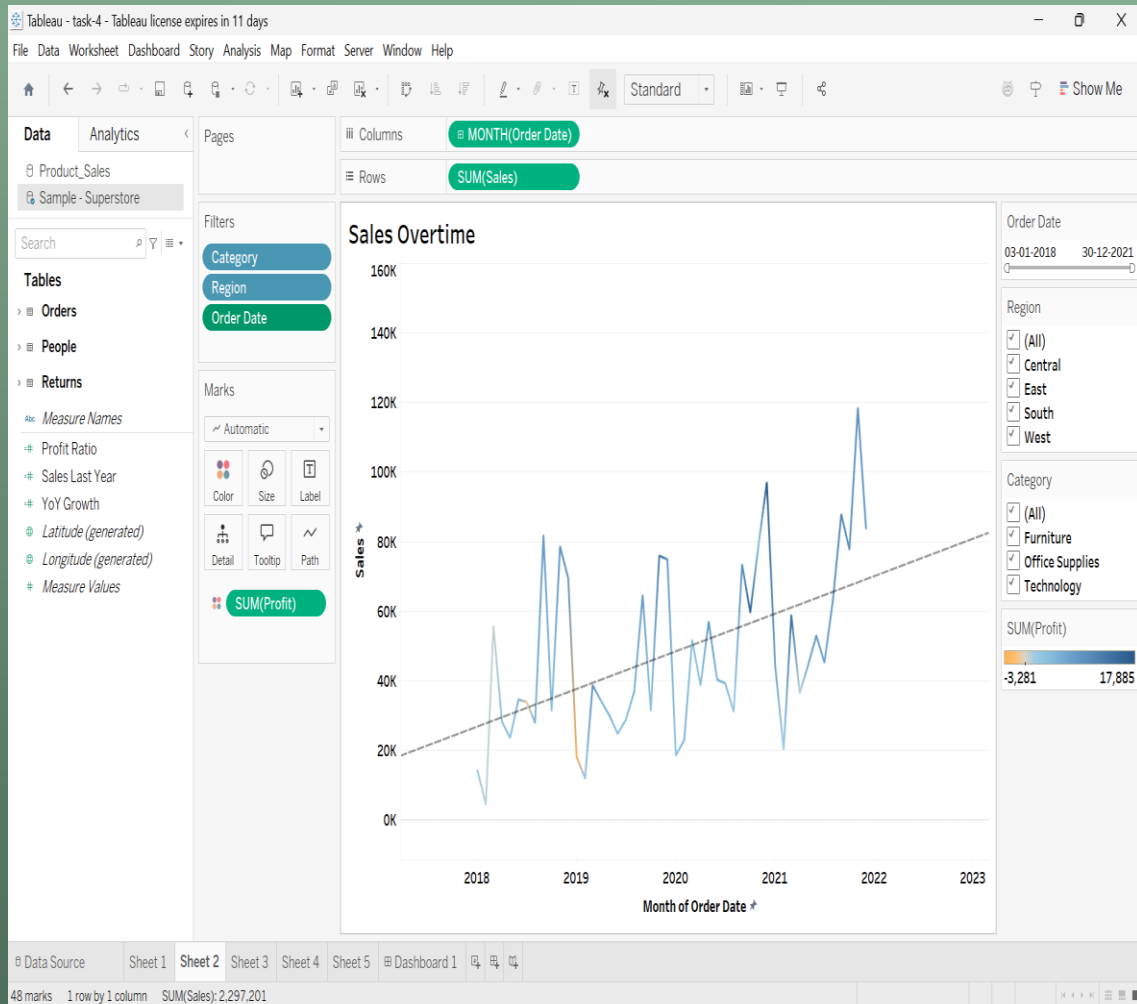 Tableau - task-4 - Tableau license expires in 11 days
File Data Worksheet Dashboard Story Analysis Map Format Server Window Help
Standard
Show Me
Data Analytics
Product_Sales
Sample - Superstore
Search
Tables
Orders
People
Returns
Abc Measure Names
Profit Ratio
Sales Last Year
YoY Growth
Latitude (generated)
Longitude (generated)
Measure Values
Pages
Filters
Category
Region
Order Date
Marks
Automatic
Color Size Label
Detail Tooltip Path
SUM(Profit)
Columns MONTH(Order Date)
Rows SUM(Sales)
Sales Overtime
160K
140K
120K
100K
80K
60K
40K
20K
0K
Sales
2018 2019 2020 2021 2022 2023
Month of Order Date
Order Date
03-01-2018 30-12-2021
Region
(All)
Central
East
South
West
Category
(All)
Furniture
Office Supplies
Technology
SUM(Profit)
-3,281 17,885
Data Source Sheet 1 Sheet 2 Sheet 3 Sheet 4 Sheet 5 Dashboard 1
48 marks 1 row by 1 column SUM(Sales): 2,297,201